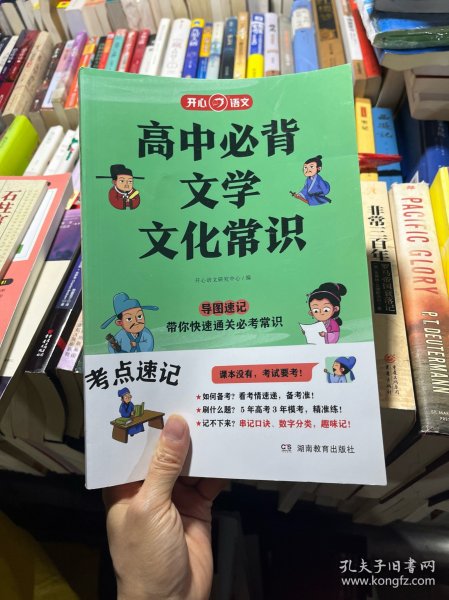 开心 语文
高中必背
文学
文化常识
开心语文研究中心/编
导图速记
带你快速通关必考常识
考点速记
课本没有，考试要考！
★如何备考？看考情速递，备考准！
★刷什么题？5年高考3年模考，精准练！
★记不下来？串记口诀、数字分类，趣味记！
湖南教育出版社
非常三百年
PACIFIC GLORY
P.T. DEUTERMANN
孔夫子旧书网
www.kongfz.com